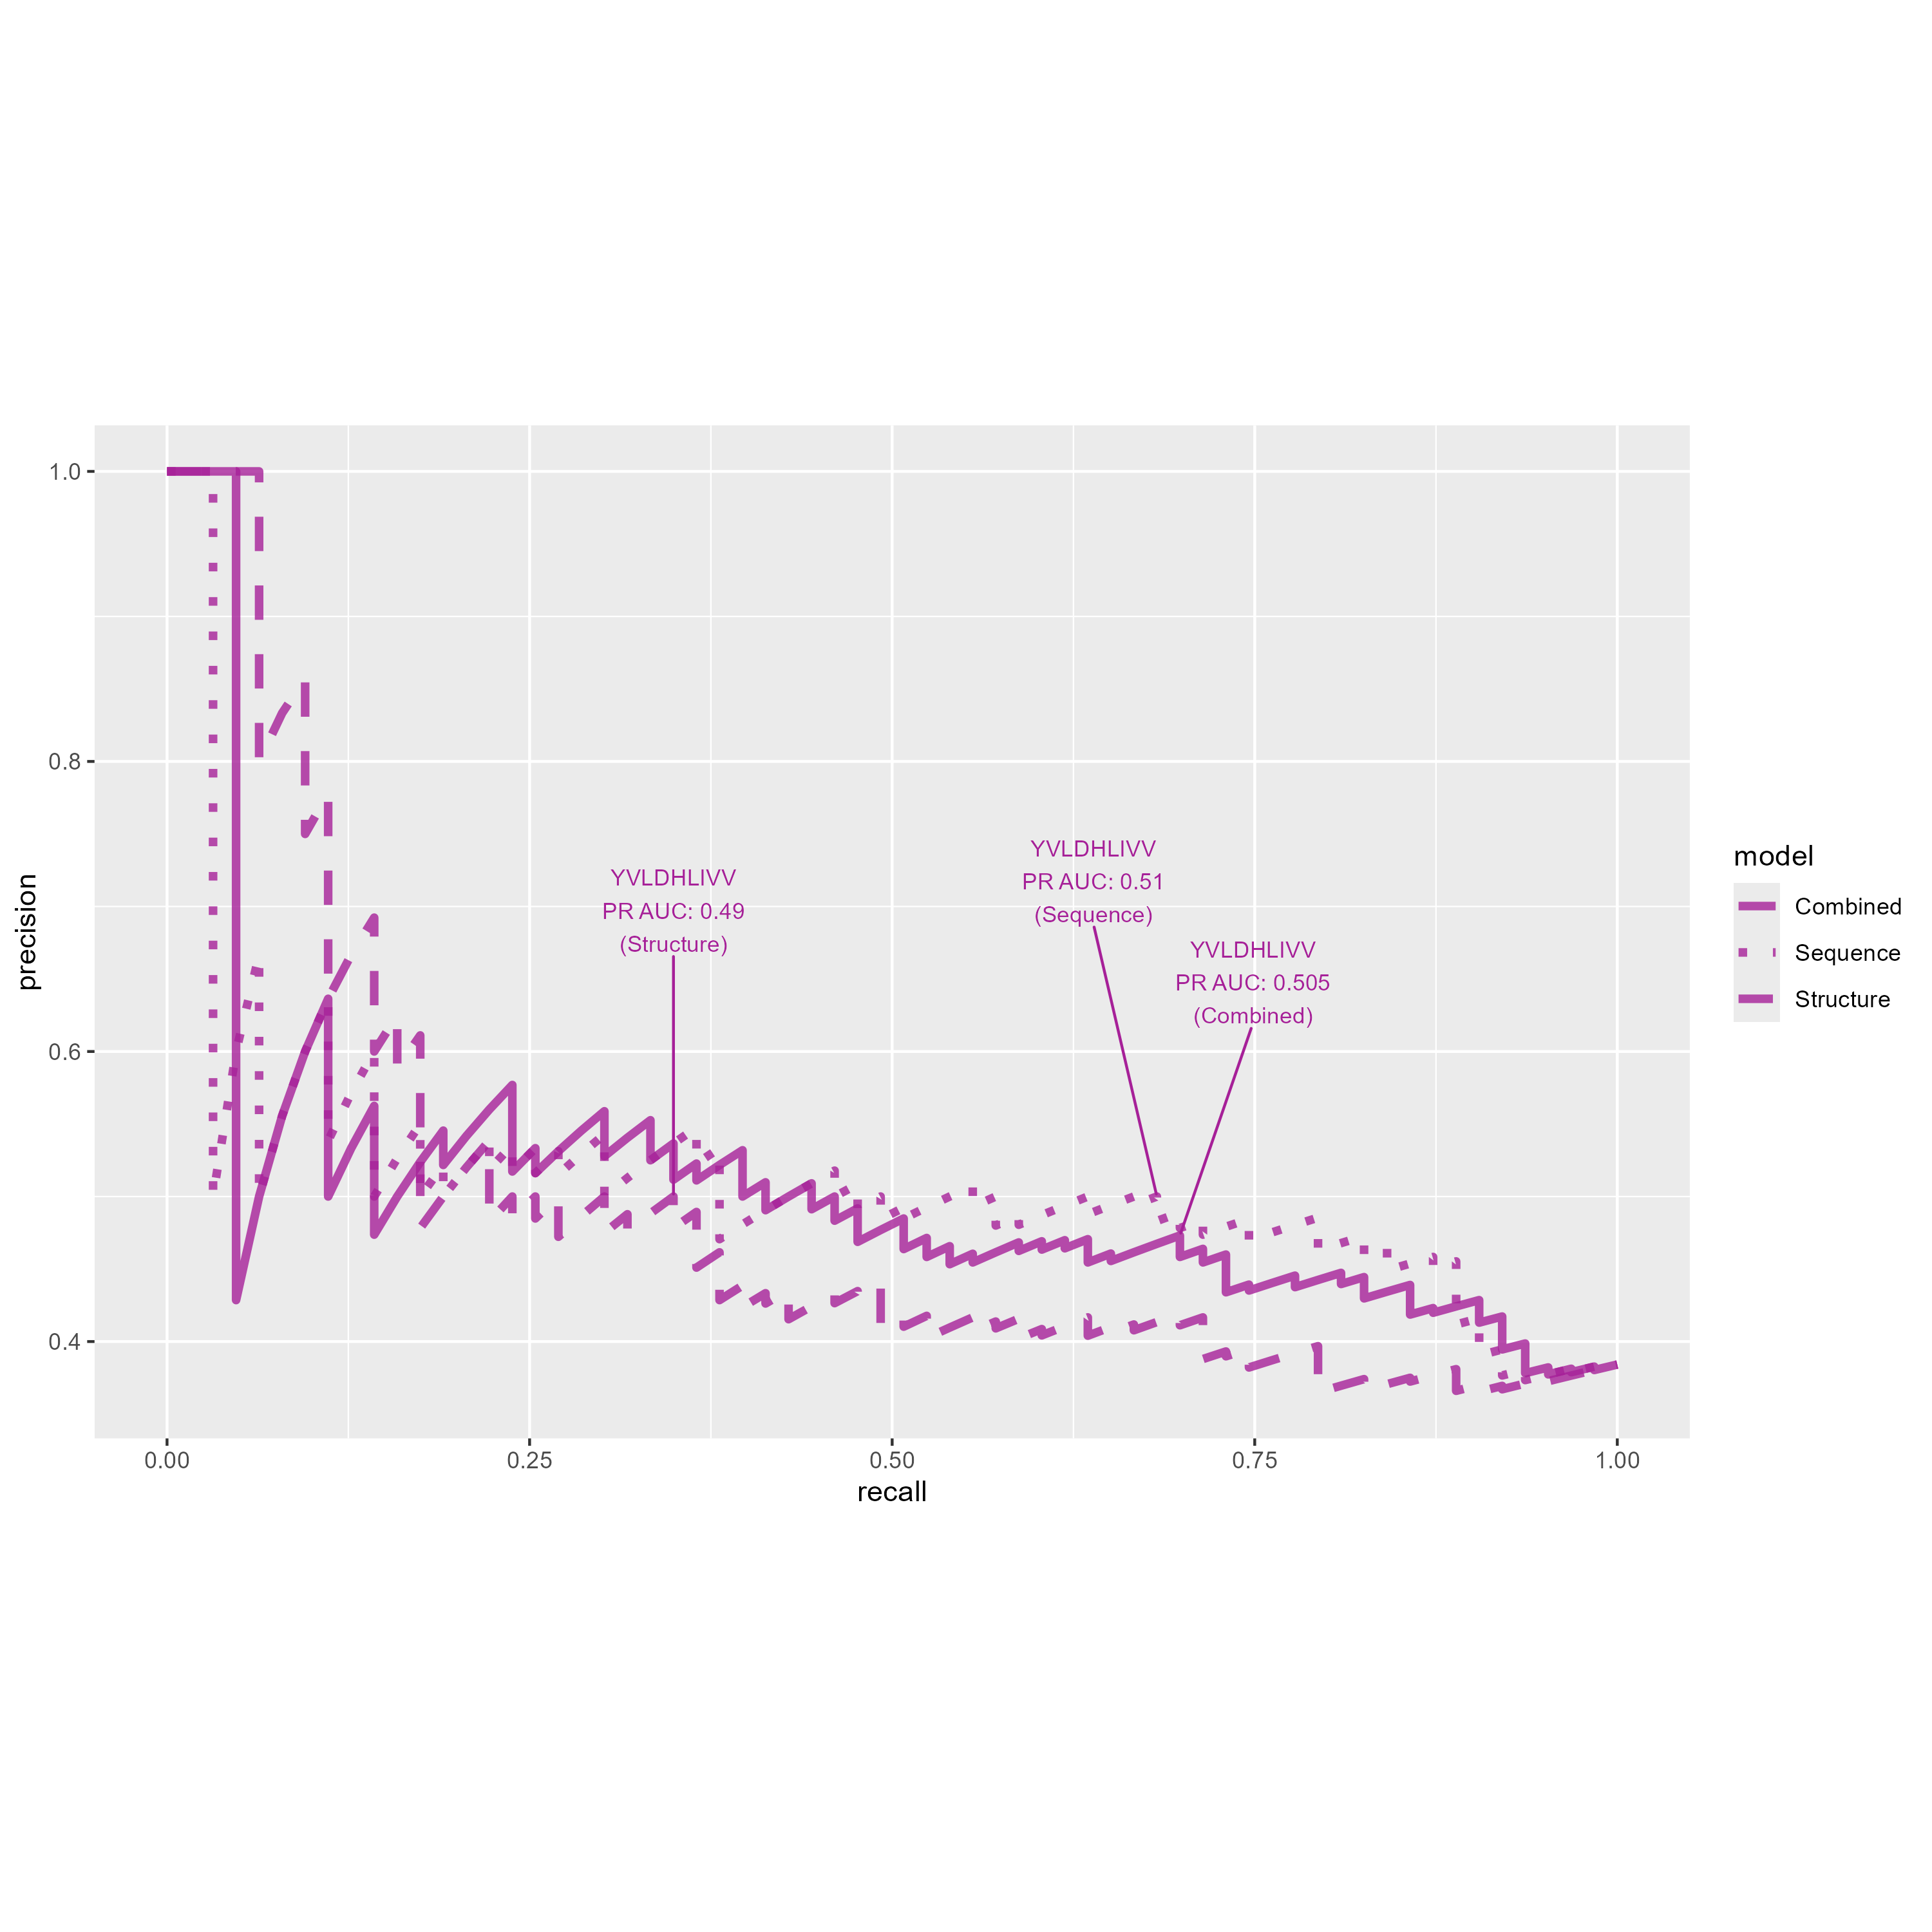 1.0
0.8
0.6
0.4
precision
YVLDHLIVV
PR AUC: 0.49
(Structure)
YVLDHLIVV
PR AUC: 0.51
(Sequence)
YVLDHLIVV
PR AUC: 0.505
(Combined)
0.00
0.25
0.50
0.75
1.00
recall
model
Combined
Sequence
Structure